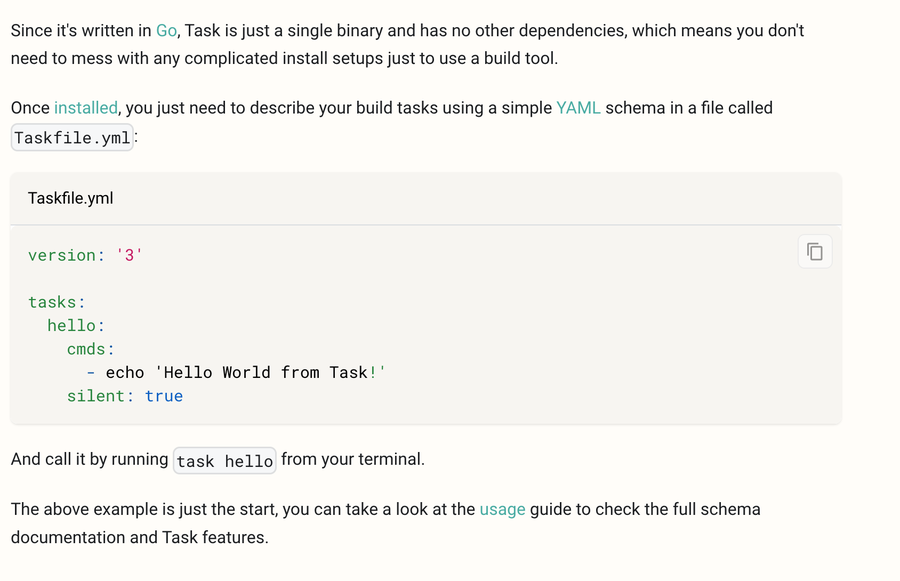 Since it's written in Go, Task is just a single binary and has no other dependencies, which means you don't
need to mess with any complicated install setups just to use a build tool.
Once installed, you just need to describe your build tasks using a simple YAML schema in a file called
Taskfile.yml:
Taskfile.yml
version: '3'
tasks:
  hello:
    cmds:
      - echo 'Hello World from Task!'
    silent: true
And call it by running task hello from your terminal.
The above example is just the start, you can take a look at the usage guide to check the full schema
documentation and Task features.